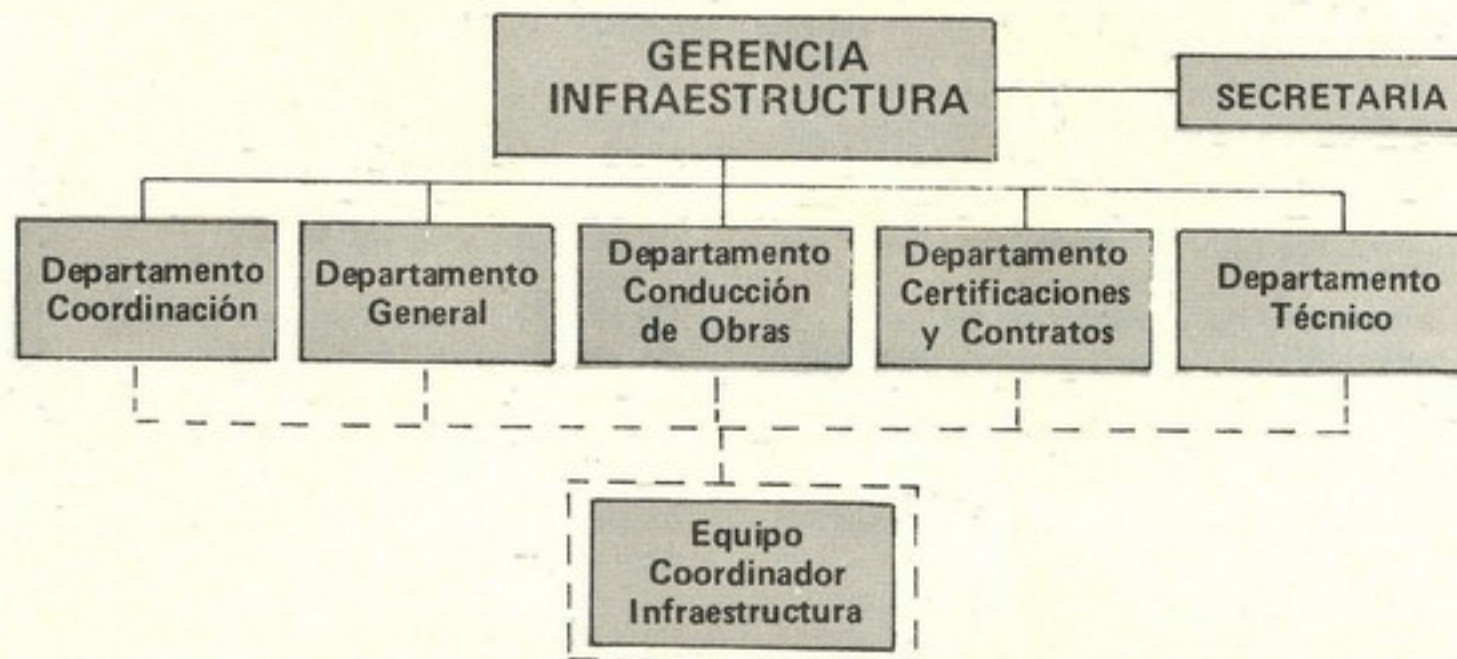 GERENCIA
INFRAESTRUCTURA
SECRETARIA
Departamento
Coordinación
Departamento
General
Departamento
Conducción
de Obras
Departamento
Certificaciones
y Contratos
Departamento
Técnico
Equipo
Coordinador
Infraestructura